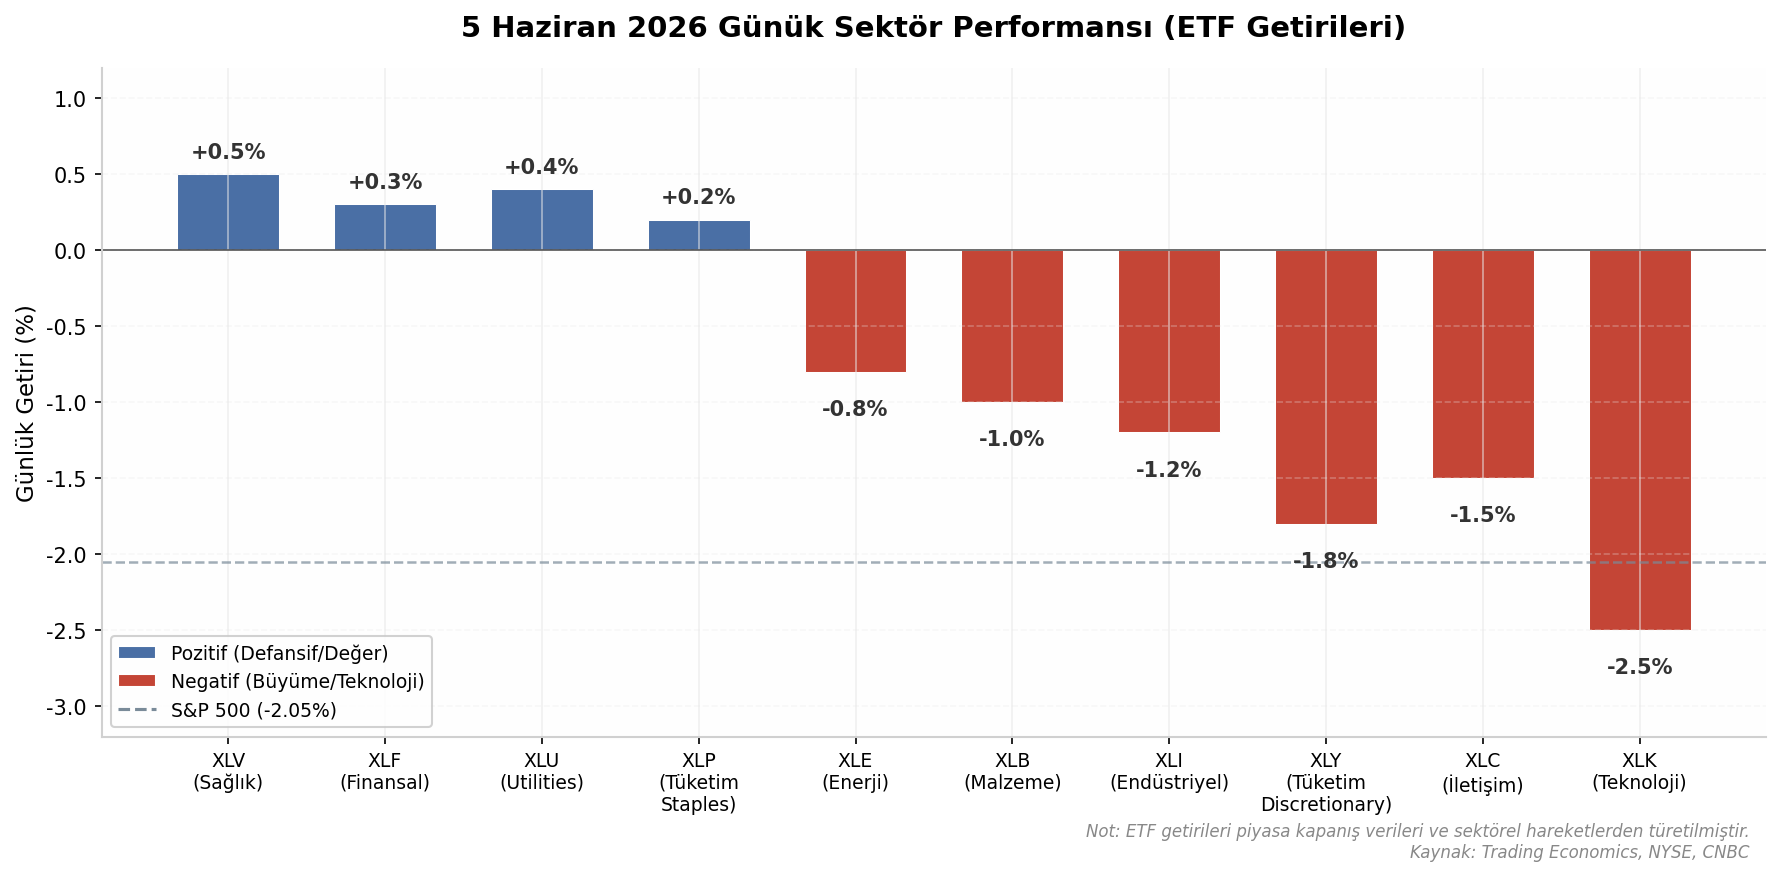 5 Haziran 2026 Günük Sektör Performansı (ETF Getirileri)
Günlük Getiri (%)
1.0
0.5
0.0
-0.5
-1.0
-1.5
-2.0
-2.5
-3.0
+0.5%
+0.3%
+0.4%
+0.2%
-0.8%
-1.0%
-1.2%
-1.8%
-1.5%
-2.5%
Pozitif (Defansif/Değer)
Negatif (Büyüme/Teknoloji)
S&P 500 (-2.05%)
XLV
(Sağlık)
XLF
(Finansal)
XLU
(Utilities)
XLP
(Tüketim
Staples)
XLE
(Enerji)
XLB
(Malzeme)
XLI
(Endüstriyel)
XLY
(Tüketim
Discretionary)
XLC
(İletişim)
XLK
(Teknoloji)
Not: ETF getirileri piyasa kapanış verileri ve sektörel hareketlerden türetilmiştir.
Kaynak: Trading Economics, NYSE, CNBC